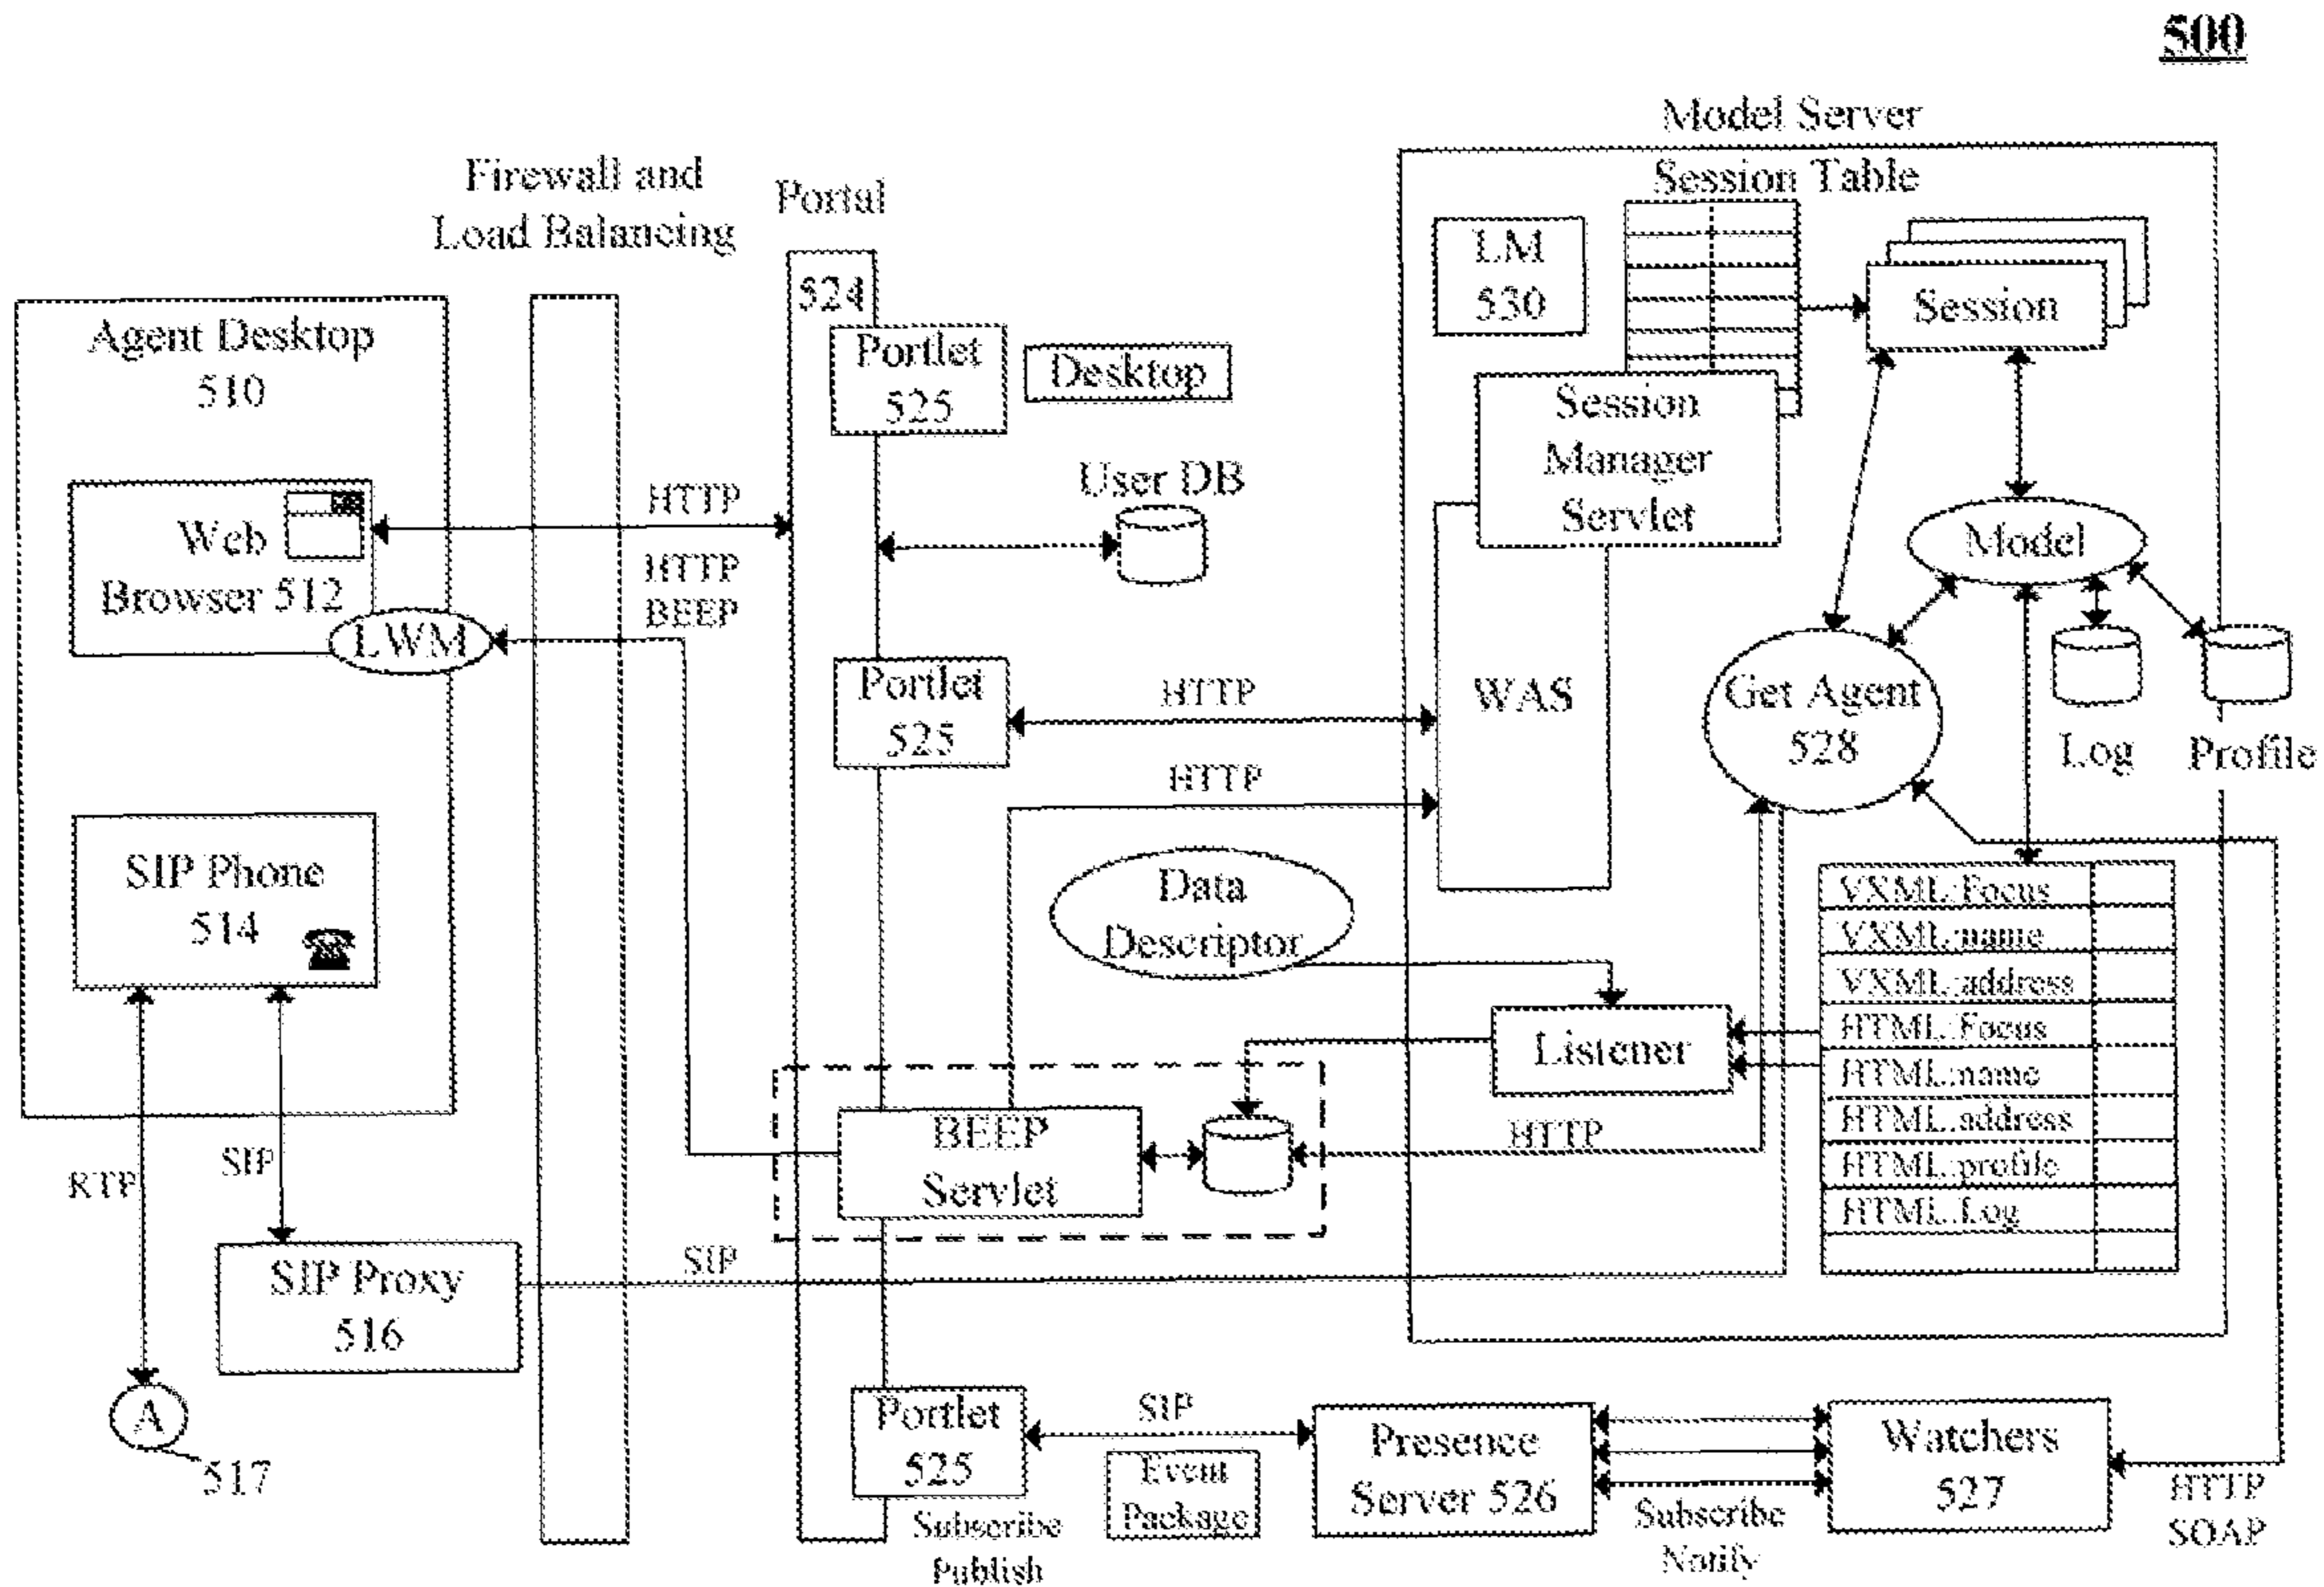 500
Model Server
Firewall and
Load Balancing
Portal
524
Session Table
LM
530
Session
Agent Desktop
510
Portlet
525
Desktop
Session
Manager
Servlet
Web
Browser 512
LWM
HTTP
HTTP
BEEP
User DB
Model
Portlet
525
HTTP
HTTP
WAS
Get Agent
528
Log
Profile
SIP Phone
514
Data
Descriptor
Listener
VXML:Focus
VXML:name
VXML:address
HTML:Focus
HTML:name
HTML:address
HTML:profile
HTML:Log
BEEP
Servlet
HTTP
RTP
SIP
SIP Proxy
516
SIP
A
517
Portlet
525
Subscribe
Publish
SIP
Event
Package
Presence
Server 526
Subscribe
Notify
Watchers
527
HTTP
SOAP